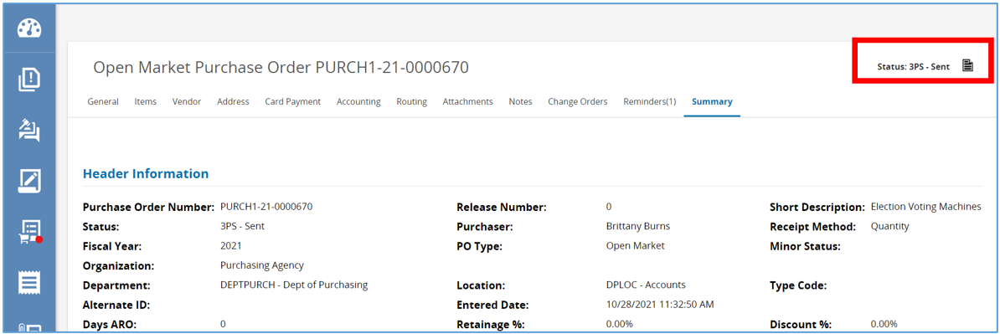 Open Market Purchase Order PURCH1-21-0000670
Status: 3PS - Sent
General Items Vendor Address Card Payment Accounting Routing Attachments Notes Change Orders Reminders(1) Summary
Header Information
Purchase Order Number: PURCH1-21-0000670 Release Number: 0 Short Description: Election Voting Machines
Status: 3PS - Sent Purchaser: Brittany Burns Receipt Method: Quantity
Fiscal Year: 2021 PO Type: Open Market Minor Status:
Organization: Purchasing Agency
Department: DEPTPURCH - Dept of Purchasing Location: DPLOC - Accounts Type Code:
Alternate ID: Entered Date: 10/28/2021 11:32:50 AM
Days ARO: 0 Retainage %: 0.00% Discount %: 0.00%